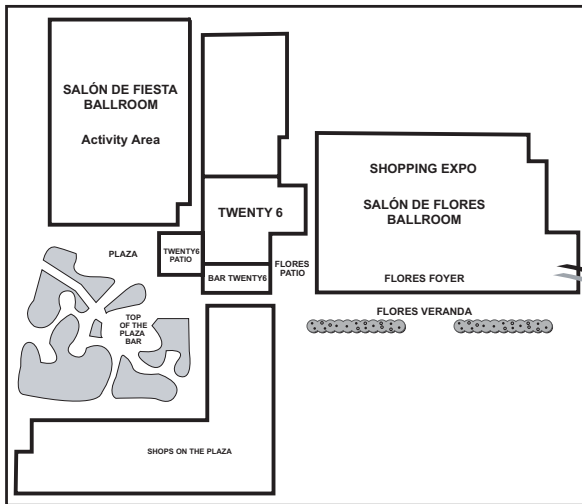 SALÓN DE FIESTA
BALLROOM
Activity Area
SHOPPING EXPO
SALÓN DE FLORES
BALLROOM
TWENTY 6
PLAZA
TWENTY6
PATIO
FLORES
PATIO
BAR TWENTY6
FLORES FOYER
FLORES VERANDA
TOP
OF THE
PLAZA
BAR
SHOPS ON THE PLAZA